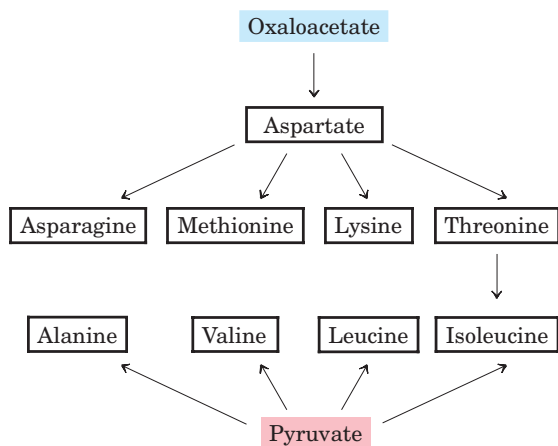 Oxaloacetate
Aspartate
Asparagine
Methionine
Lysine
Threonine
Alanine
Valine
Leucine
Isoleucine
Pyruvate